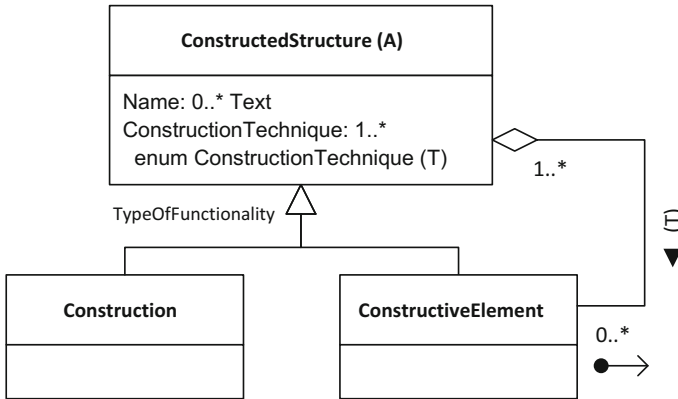 ConstructedStructure (A)
Name: 0..* Text
ConstructionTechnique: 1..*
enum ConstructionTechnique (T)
1..*
TypeOfFunctionality
(T)
Construction
ConstructiveElement
0..*